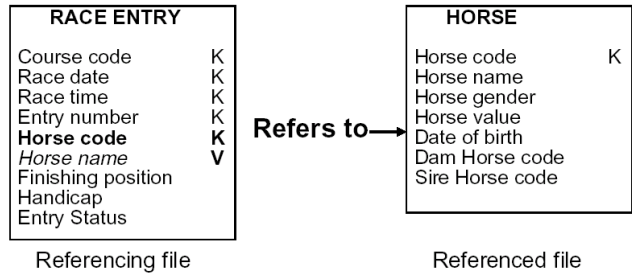 RACE ENTRY
Course code K
Race date K
Race time K
Entry number K
Horse code K
Horse name V
Finishing position
Handicap
Entry Status
Referencing file
Refers to
HORSE
Horse code K
Horse name
Horse gender
Horse value
Date of birth
Dam Horse code
Sire Horse code
Referenced file